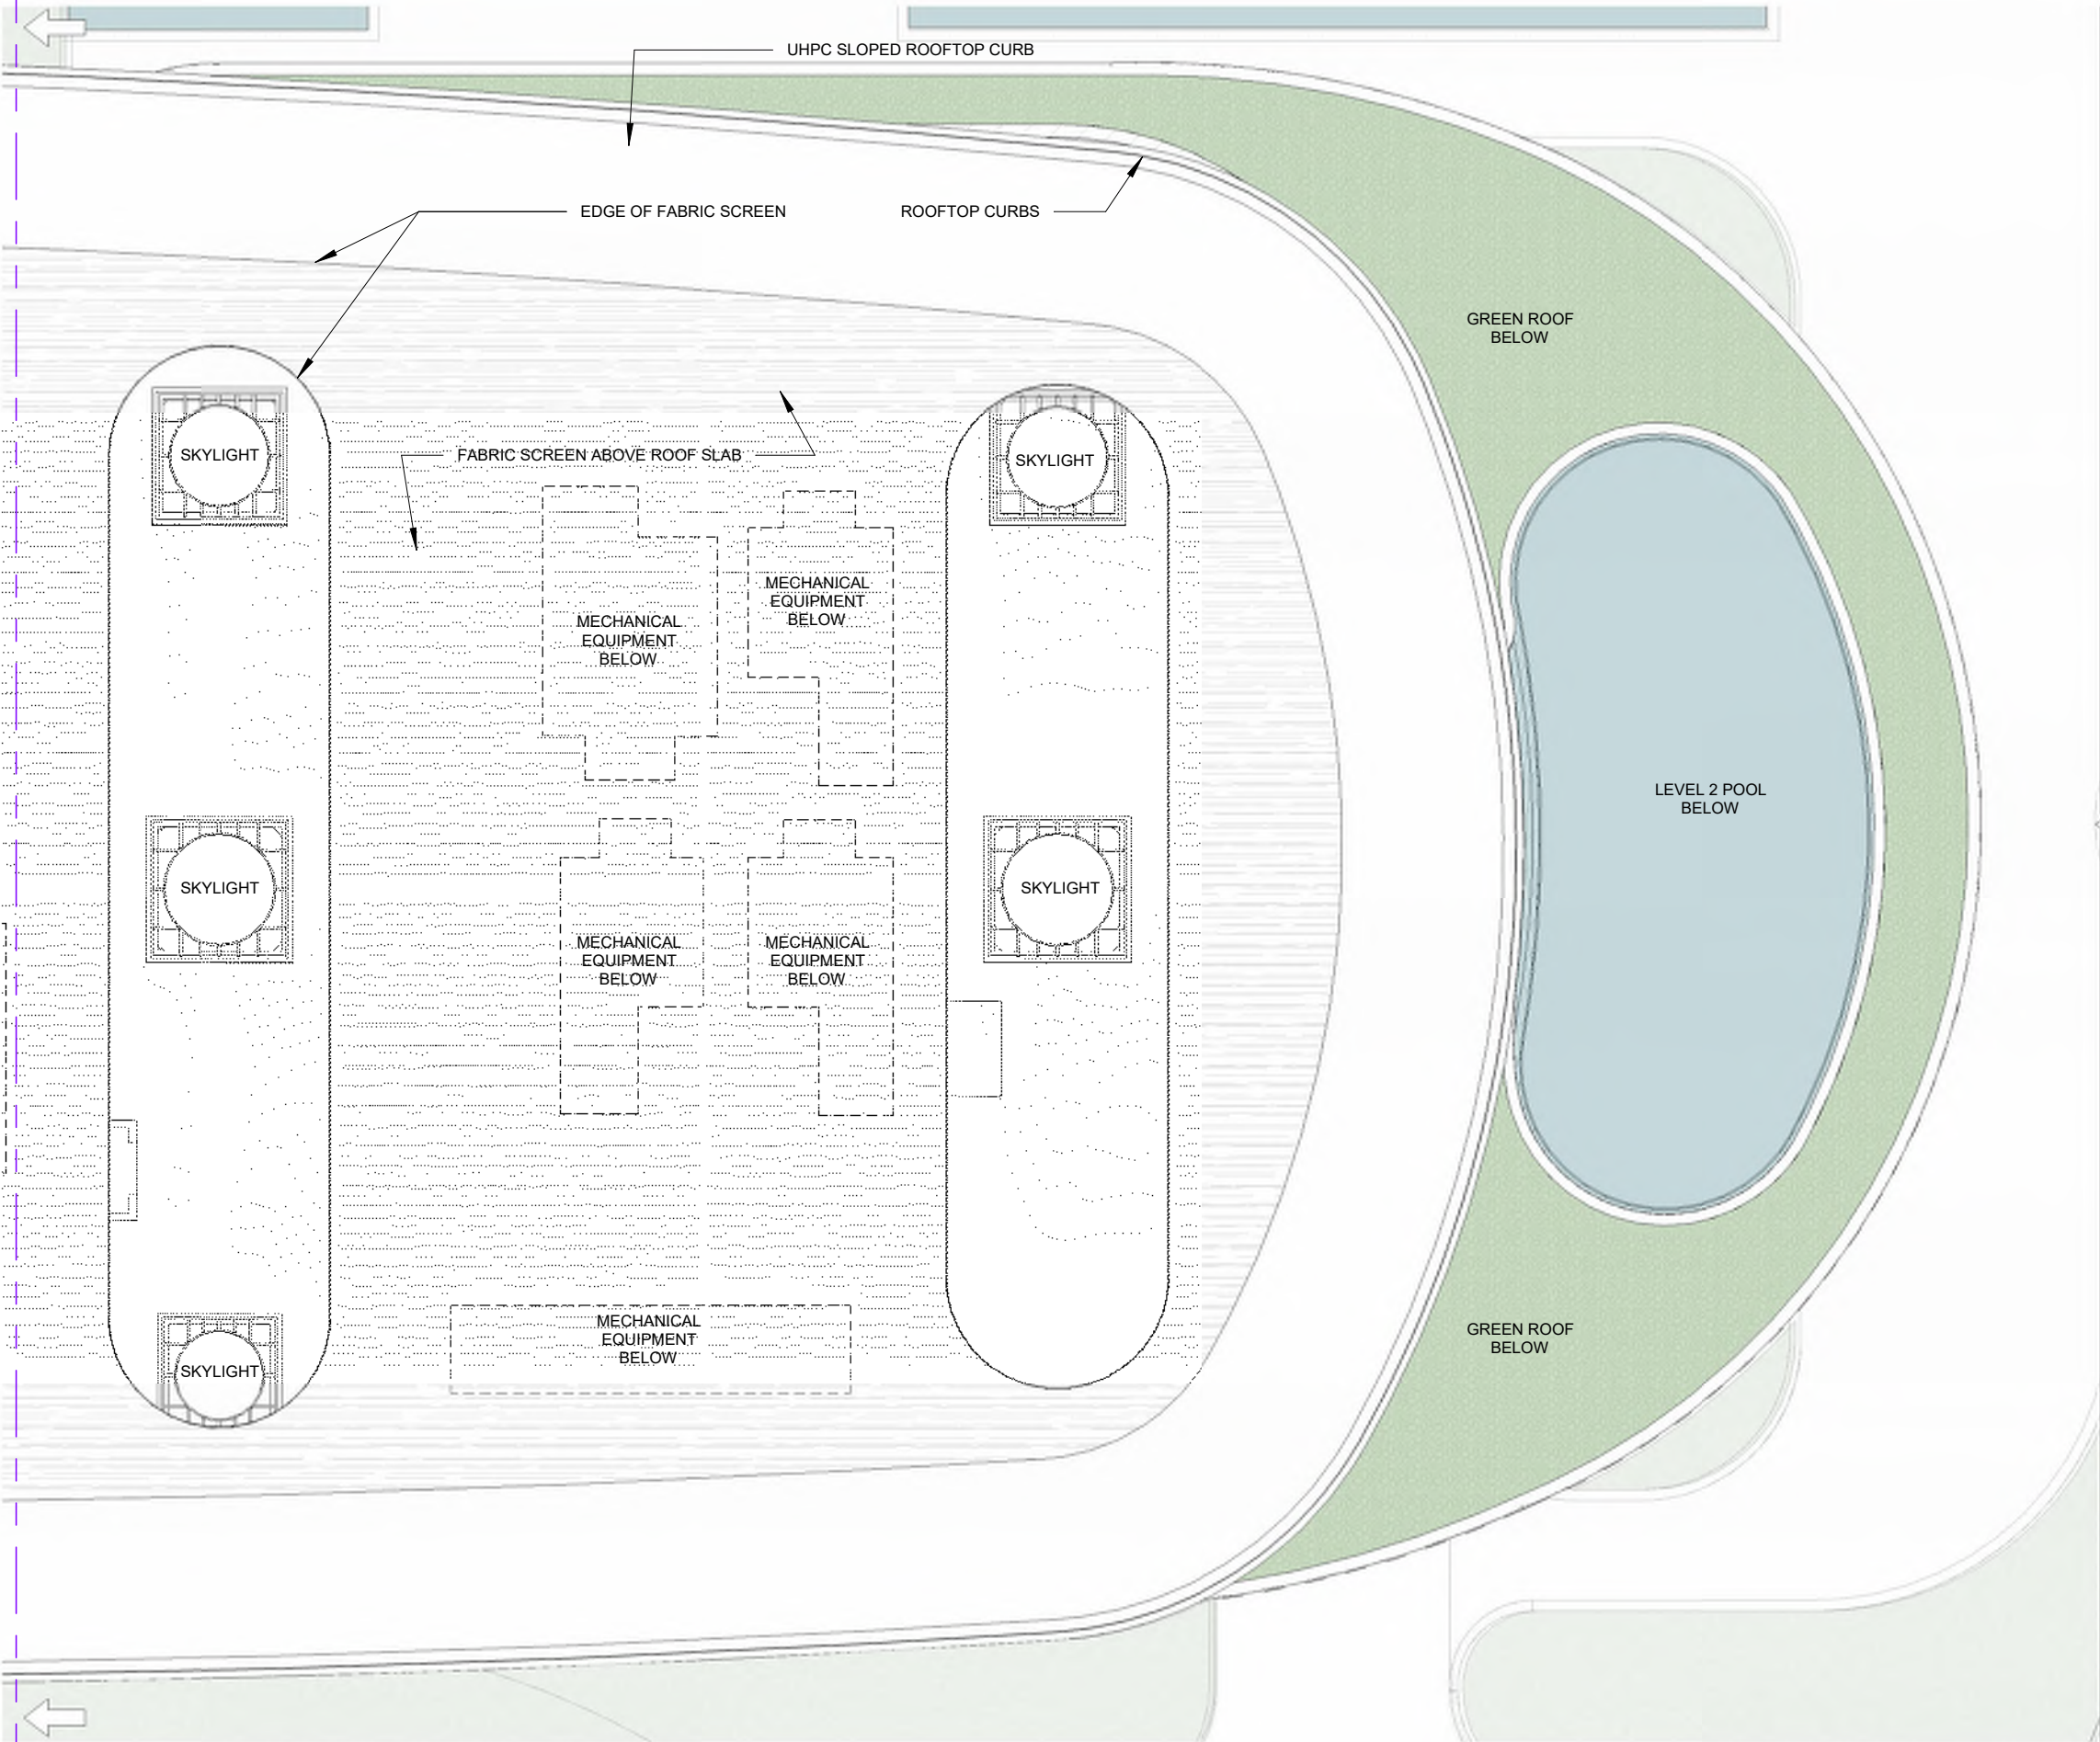 UHPC SLOPED ROOFTOP CURB
EDGE OF FABRIC SCREEN
ROOFTOP CURBS
GREEN ROOF
BELOW
SKYLIGHT
FABRIC SCREEN ABOVE ROOF SLAB
SKYLIGHT
MECHANICAL
EQUIPMENT
BELOW
MECHANICAL
EQUIPMENT
BELOW
LEVEL 2 POOL
BELOW
SKYLIGHT
SKYLIGHT
MECHANICAL
EQUIPMENT
BELOW
MECHANICAL
EQUIPMENT
BELOW
MECHANICAL
EQUIPMENT
BELOW
GREEN ROOF
BELOW
SKYLIGHT